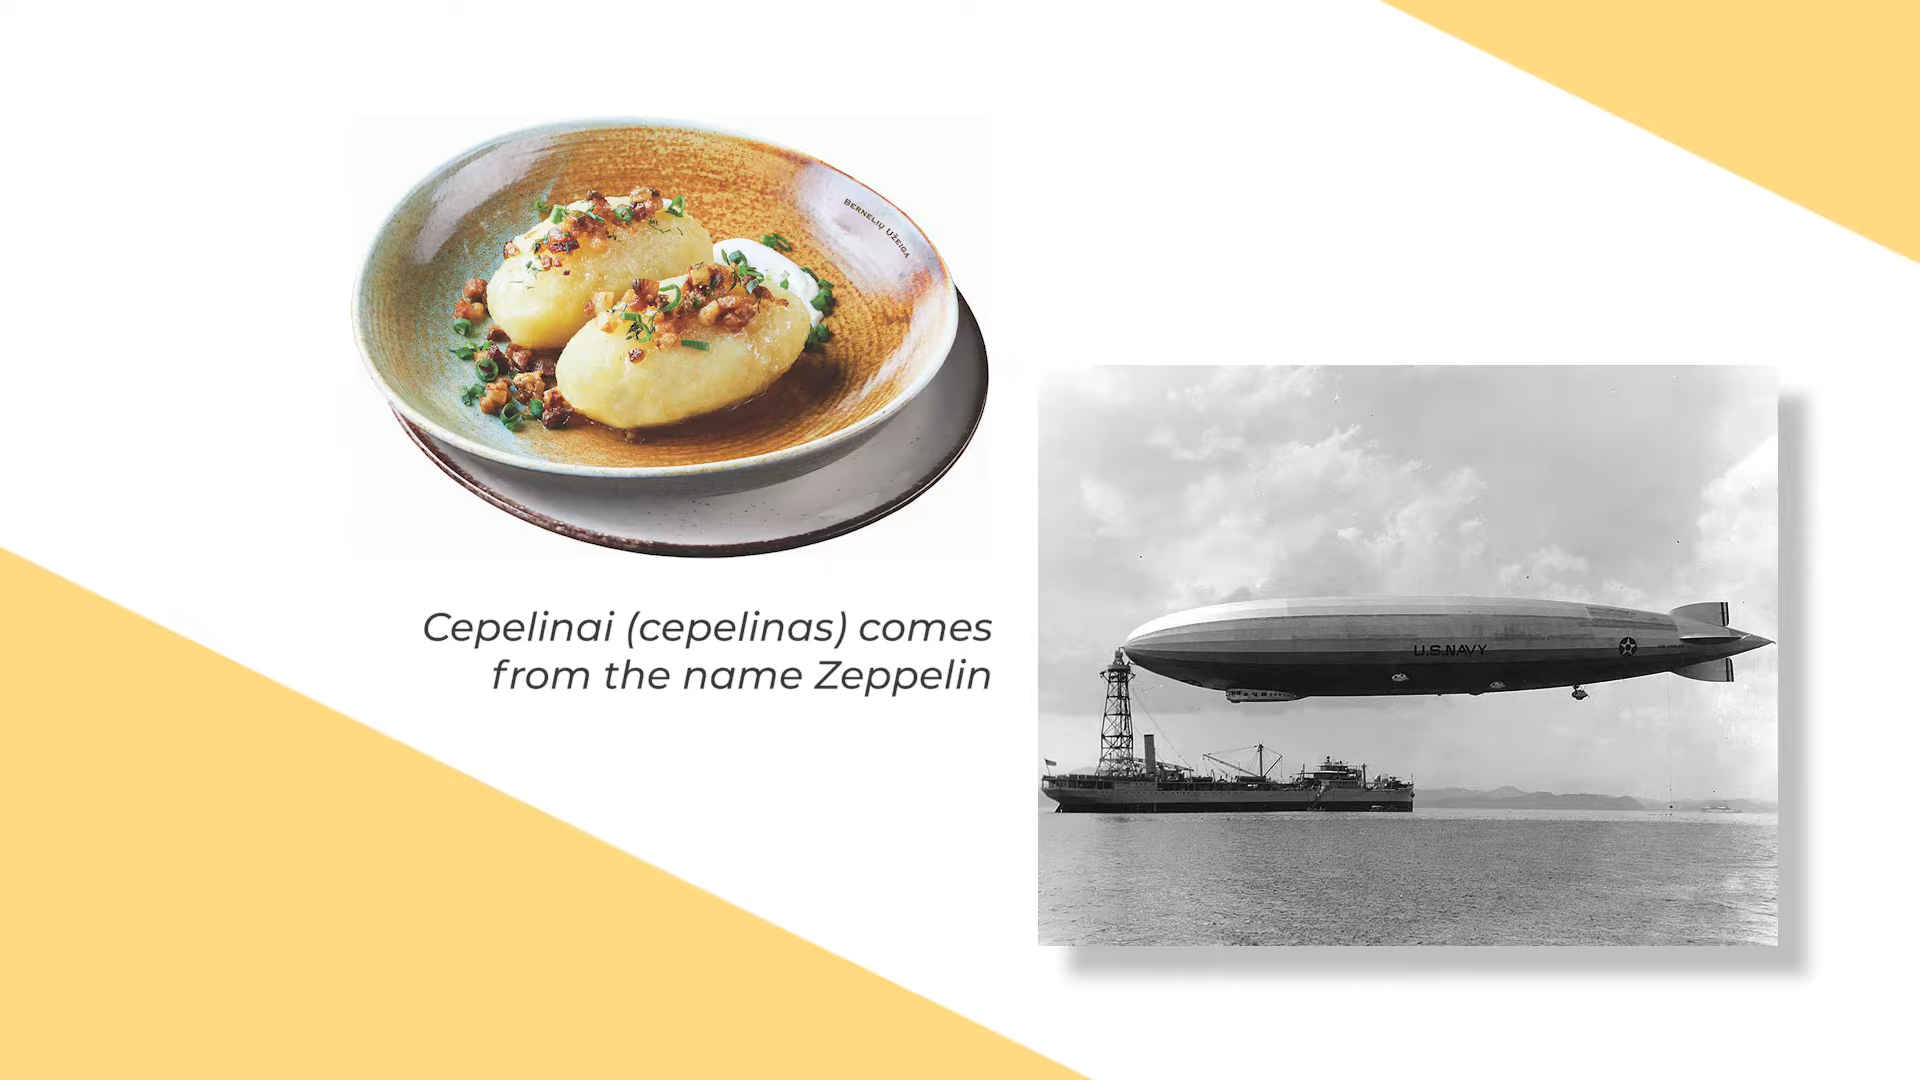 BERNELIŲ UŽEIGA
Cepelinai (cepelinas) comes
from the name Zeppelin
U.S.NAVY